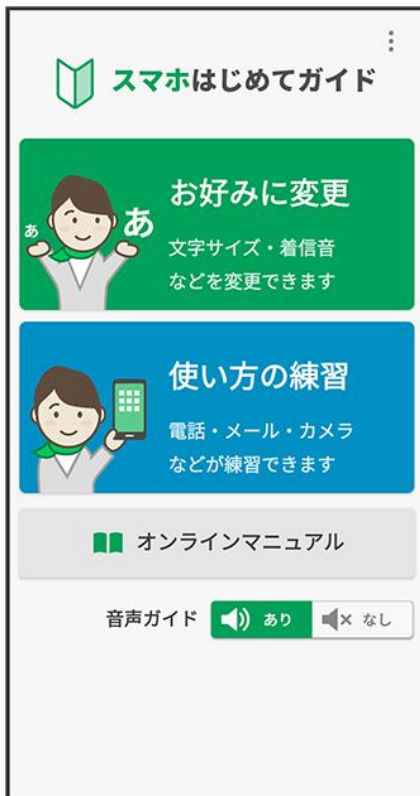 スマホはじめてガイド
お好みに変更
あ
あ
文字サイズ・着信音
などを変更できます
使い方の練習
電話・メール・カメラ
などが練習できます
オンラインマニュアル
音声ガイド あり なし